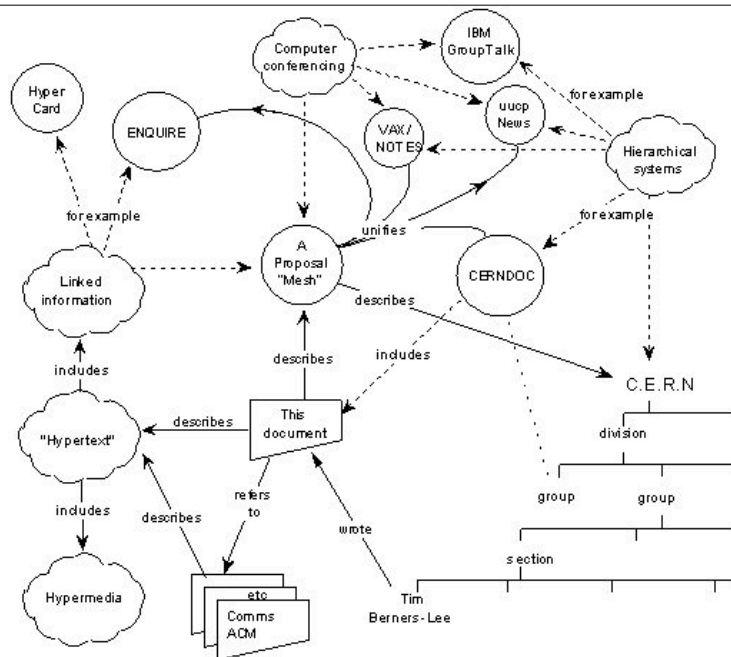 IBM
GroupTalk
Computer
conferencing
Hyper
Card
for example
uucp
News
ENQUIRE
VAX/
NOTES
Hierarchical
systems
for example
unifies
for example
A
Proposal
"Mesh"
Linked
information
CERNDOC
describes
includes
describes
includes
C.E.R.N
This
document
describes
"Hypertext"
division
refers
to
group
group
includes
describes
wrote
section
Hypermedia
etc
Tim
Berners-Lee
Comms
ACM